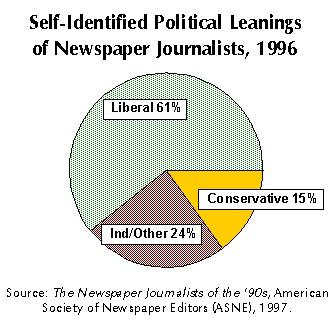 Self-Identified Political Leanings
of Newspaper Journalists, 1996
Liberal 61%
Conservative 15%
Ind/Other 24%
Source: The Newspaper Journalists of the '90s, American
Society of Newspaper Editors (ASNE), 1997.